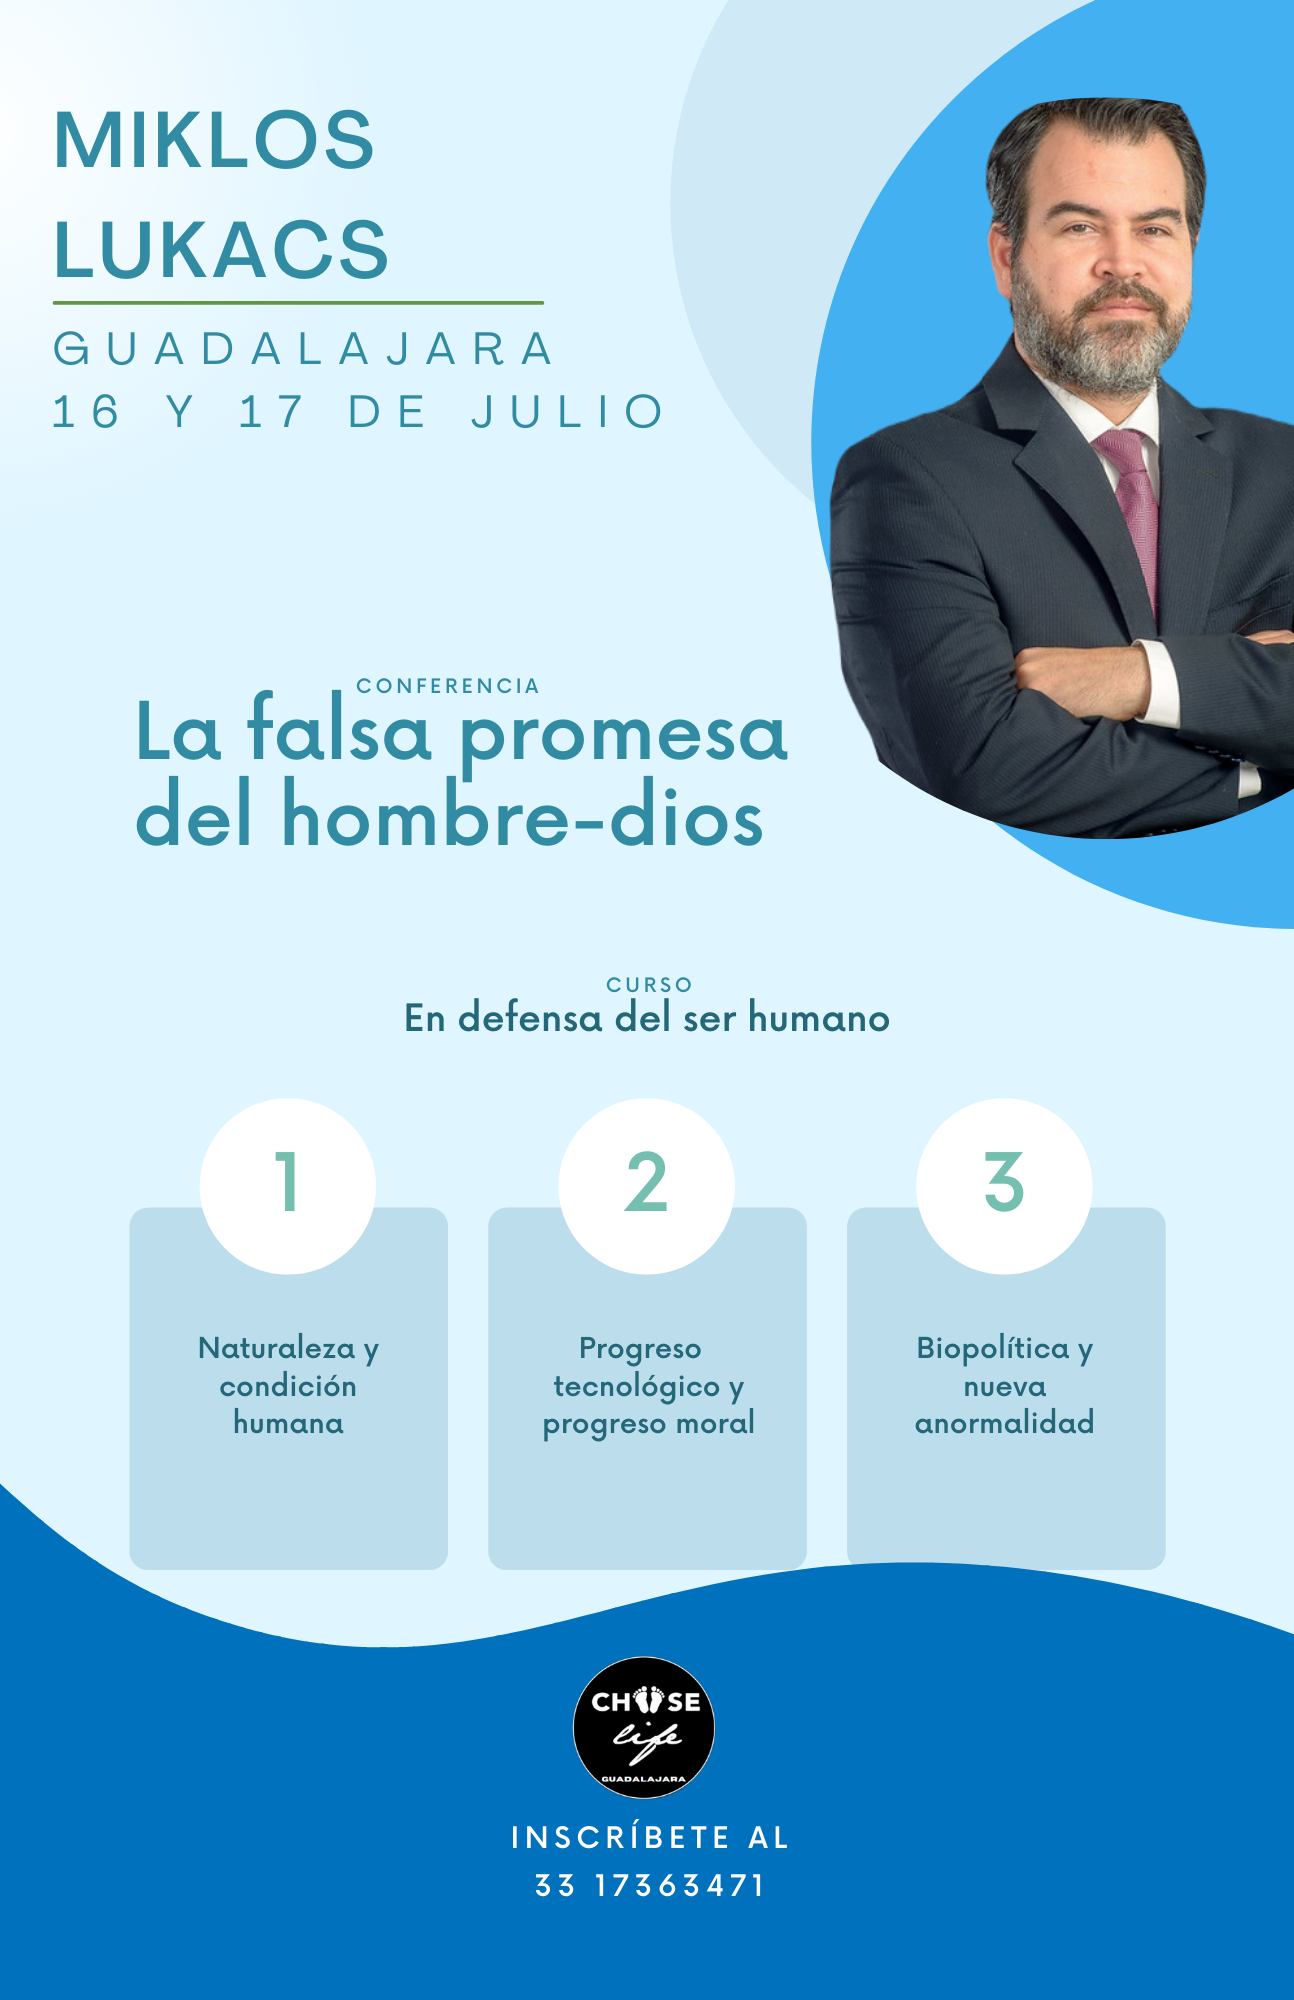 MIKLOS
LUKACS
GUADALAJARA
16 Y 17 DE JULIO
CONFERENCIA
La falsa promesa
del hombre-dios
CURSO
En defensa del ser humano
1
Naturaleza y
condición
humana
2
Progreso
tecnológico y
progreso moral
3
Biopolítica y
nueva
anormalidad
CHOOSE
life
GUADALAJARA
INSCRÍBETE AL
33 17363471